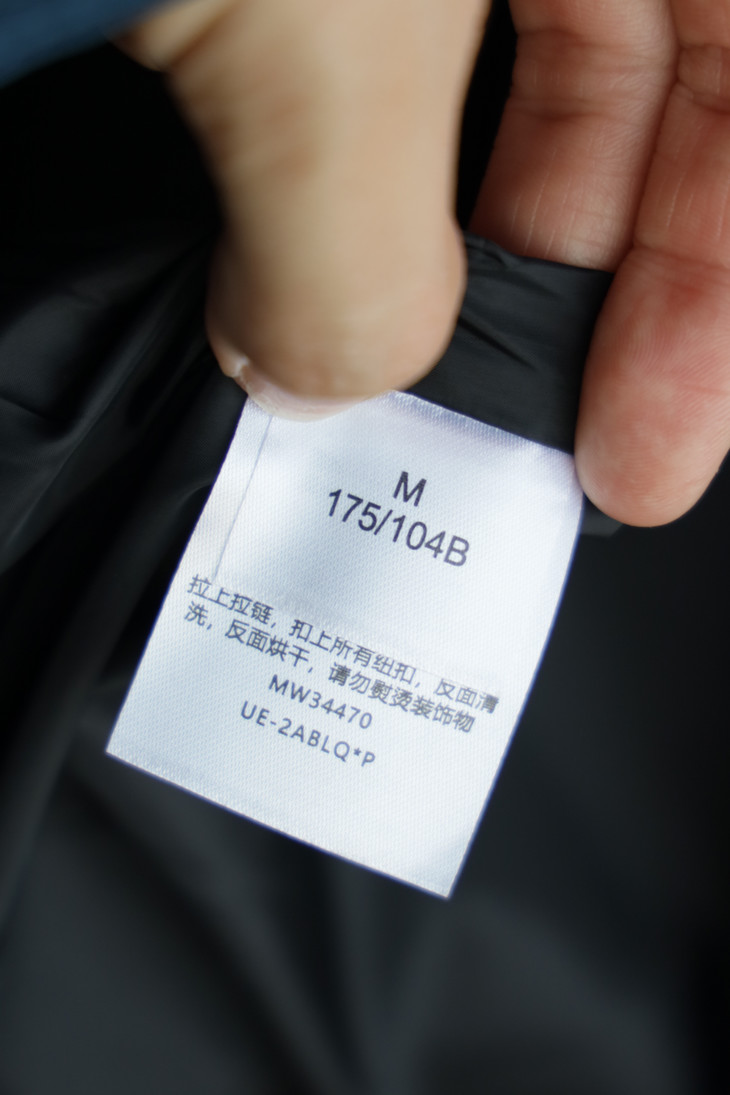 M
175/104B
拉上拉链，扣上所有纽扣，反面清
洗，反面烘干，请勿熨烫装饰物
MW34470
UE-2ABLQ*P